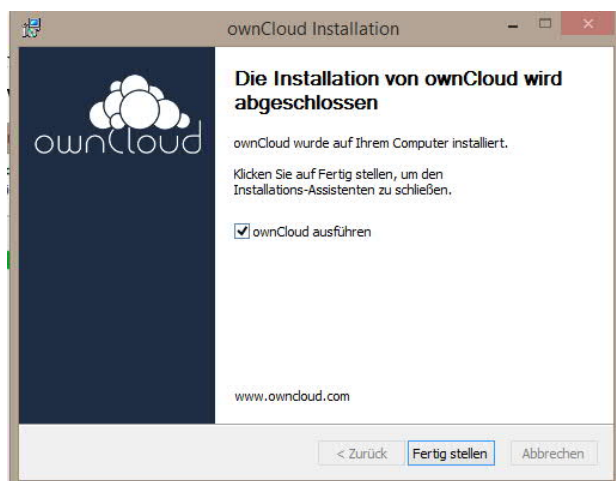 ownCloud Installation
ownCloud
Die Installation von ownCloud wird
abgeschlossen
ownCloud wurde auf Ihrem Computer installiert.
Klicken Sie auf Fertig stellen, um den
Installations-Assistenten zu schließen.
ownCloud ausführen
www.owncloud.com
< Zurück Fertig stellen Abbrechen